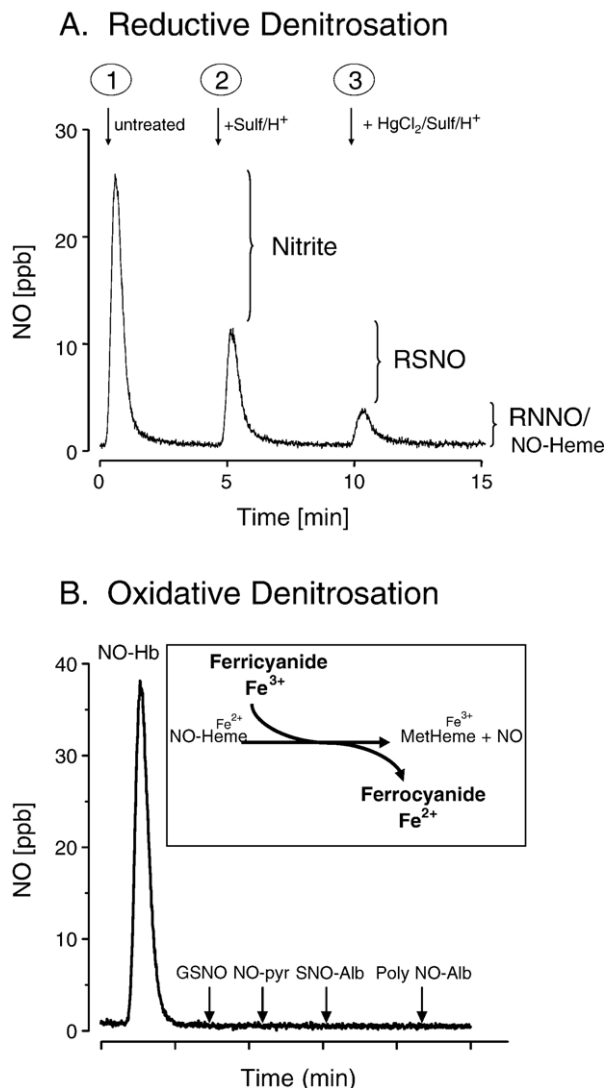 A. Reductive Denitrosation
1 2 3
untreated +Sulf/H⁺ + HgCl₂/Sulf/H⁺
30
20
10
0
NO [ppb]
Nitrite
RSNO
RNNO/
NO-Heme
0 5 10 15
Time [min]
B. Oxidative Denitrosation
40
30
20
10
0
NO [ppb]
NO-Hb
Ferricyanide
Fe³⁺
Fe²⁺ Fe³⁺
NO-Heme MetHeme + NO
Ferrocyanide
Fe²⁺
GSNO NO-pyr SNO-Alb Poly NO-Alb
Time (min)